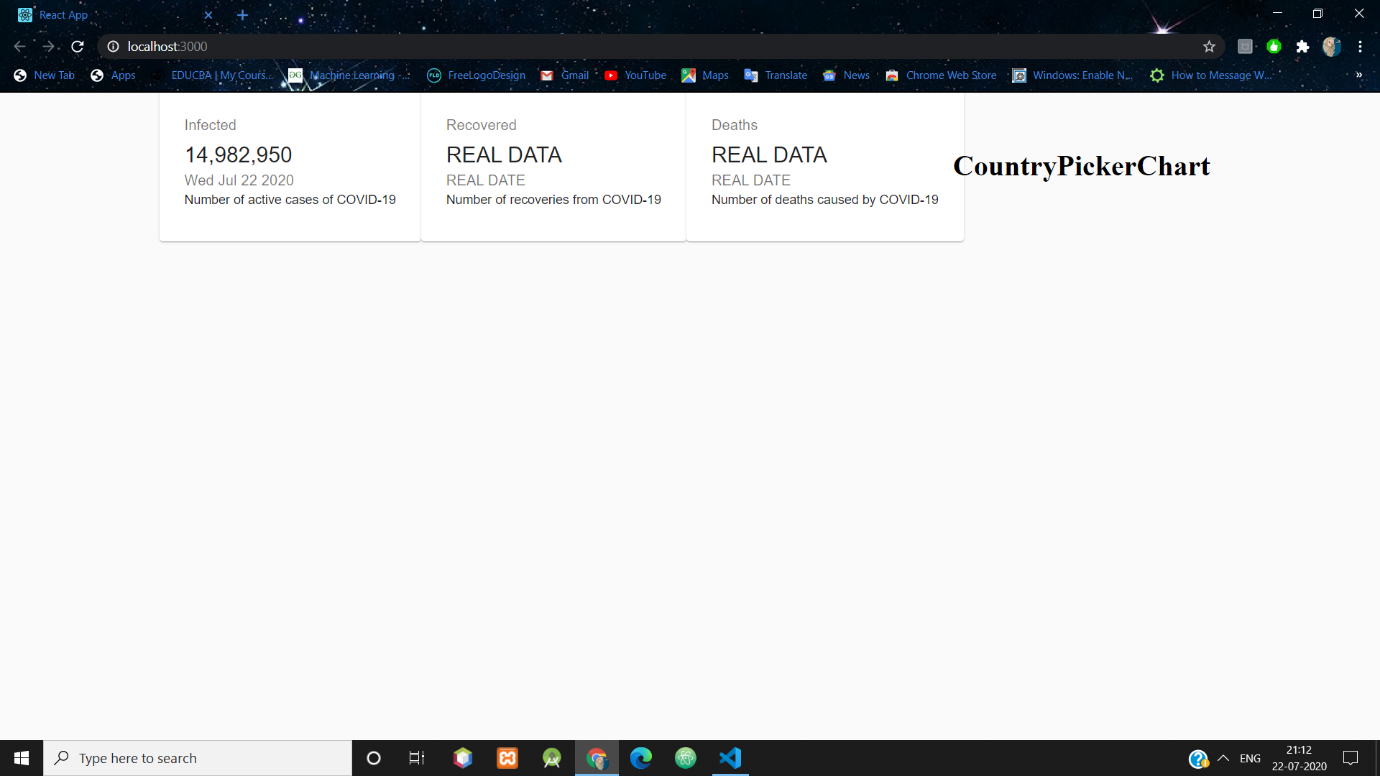 React App
localhost:3000
New Tab Apps EDUCBA | My Cours... Machine Learning -... FreeLogoDesign Gmail YouTube Maps Translate News Chrome Web Store Windows: Enable N... How to Message W... »
Infected
14,982,950
Wed Jul 22 2020
Number of active cases of COVID-19
Recovered
REAL DATA
REAL DATE
Number of recoveries from COVID-19
Deaths
REAL DATA
REAL DATE
Number of deaths caused by COVID-19
CountryPickerChart
Type here to search
ENG
21:12
22-07-2020